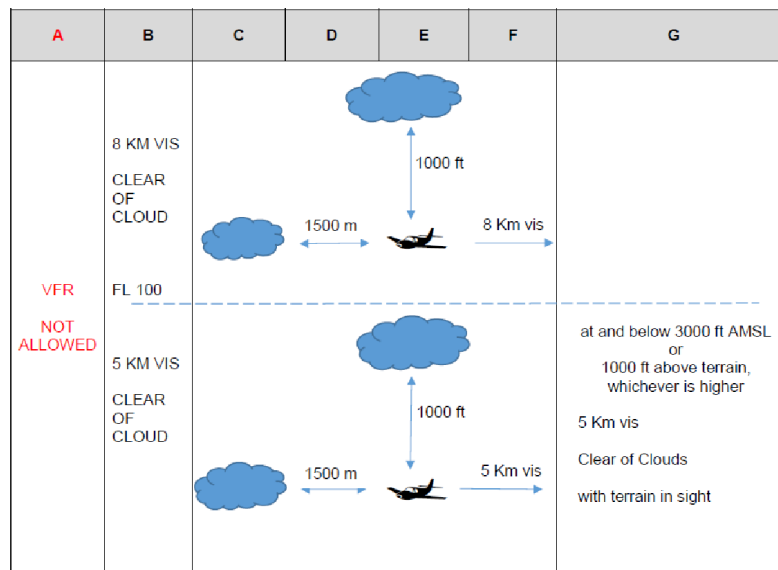 A B C D E F G
8 KM VIS
CLEAR
OF
CLOUD
1000 ft
1500 m
8 Km vis
VFR
NOT
ALLOWED
FL 100
5 KM VIS
CLEAR
OF
CLOUD
1000 ft
1500 m
5 Km vis
at and below 3000 ft AMSL
or
1000 ft above terrain,
whichever is higher
5 Km vis
Clear of Clouds
with terrain in sight